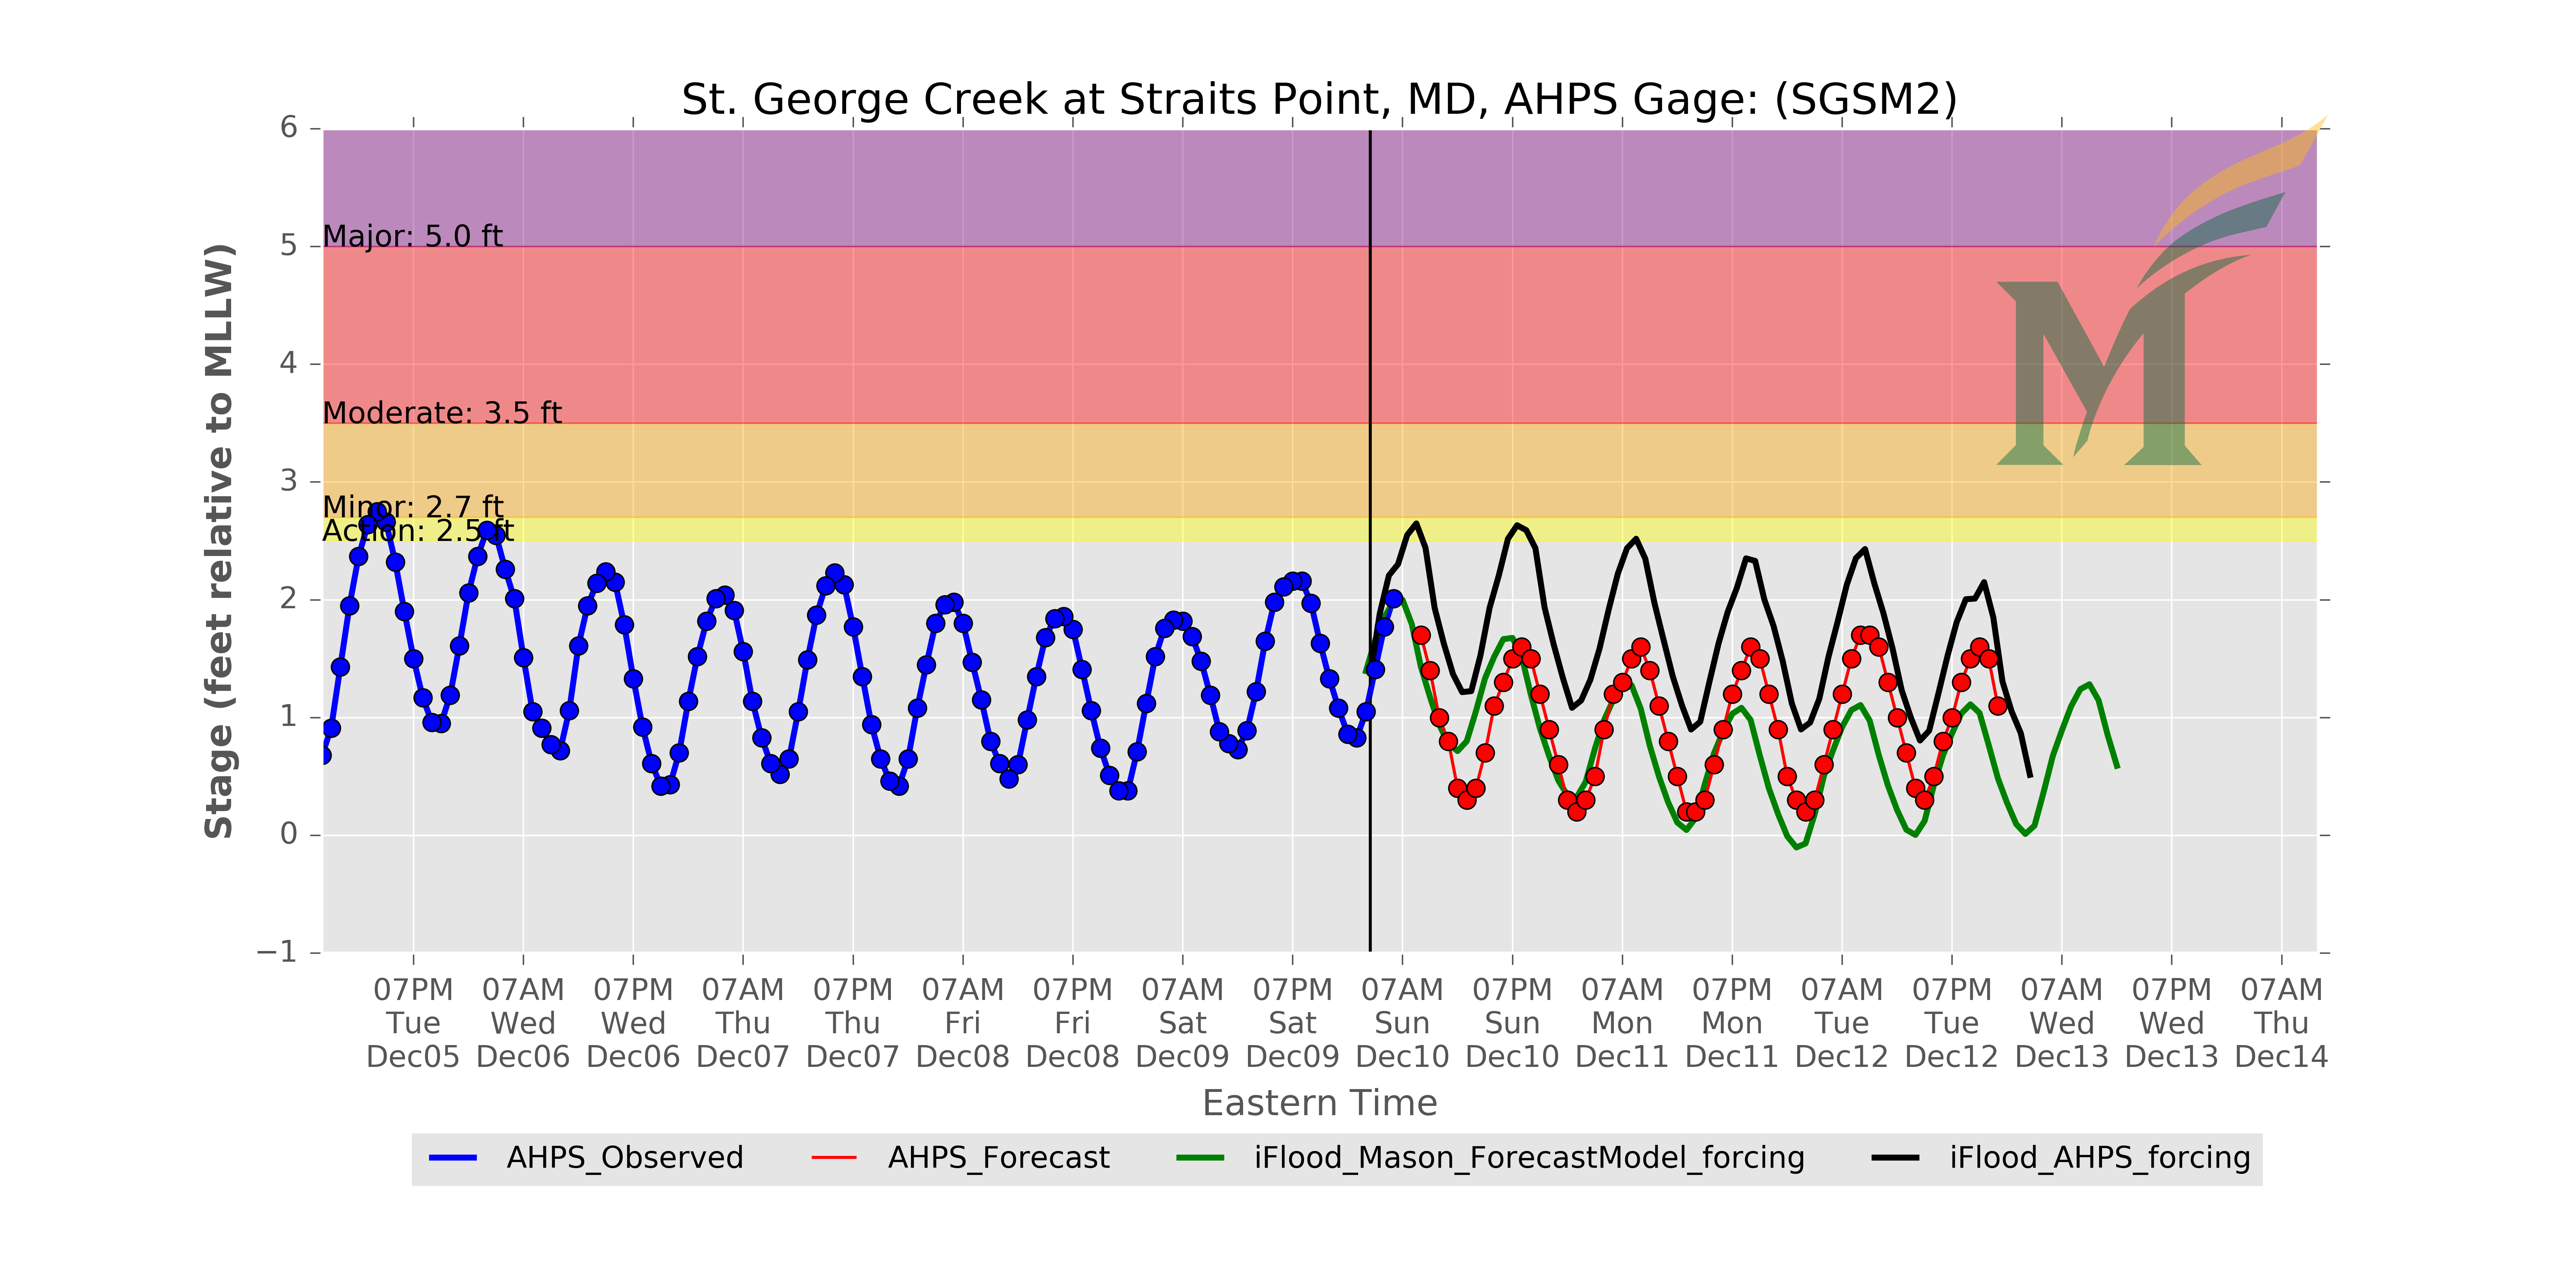 St. George Creek at Straits Point, MD, AHPS Gage: (SGSM2)
Stage (feet relative to MLLW)
6
5
4
3
2
1
0
−1
Major: 5.0 ft
Moderate: 3.5 ft
Minor: 2.7 ft
Action: 2.5 ft
M
07PM 07AM 07PM 07AM 07PM 07AM 07PM 07AM 07PM 07AM 07PM 07AM 07PM 07AM 07PM 07AM 07PM 07AM
Tue Wed Wed Thu Thu Fri Fri Sat Sat Sun Sun Mon Mon Tue Tue Wed Wed Thu
Dec05 Dec06 Dec06 Dec07 Dec07 Dec08 Dec08 Dec09 Dec09 Dec10 Dec10 Dec11 Dec11 Dec12 Dec12 Dec13 Dec13 Dec14
Eastern Time
AHPS_Observed AHPS_Forecast iFlood_Mason_ForecastModel_forcing iFlood_AHPS_forcing